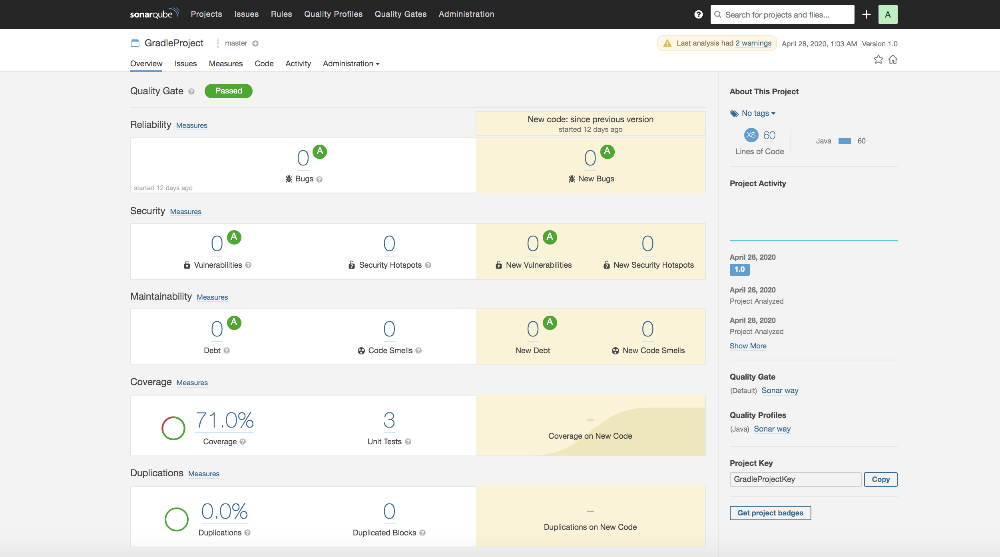 sonarqube Projects Issues Rules Quality Profiles Quality Gates Administration ? Search for projects and files... + A
GradleProject master
Last analysis had 2 warnings April 28, 2020, 1:03 AM Version 1.0
Overview Issues Measures Code Activity Administration
Quality Gate ? Passed
Reliability Measures
New code: since previous version
started 12 days ago
0 A
Bugs ?
started 12 days ago
0 A
New Bugs
Security Measures
0 A
Vulnerabilities ?
0
Security Hotspots ?
0 A
New Vulnerabilities
0
New Security Hotspots
Maintainability Measures
0 A
Debt ?
0
Code Smells ?
0 A
New Debt
0
New Code Smells
Coverage Measures
71.0%
Coverage ?
3
Unit Tests ?
—
Coverage on New Code
Duplications Measures
0.0%
Duplications ?
0
Duplicated Blocks ?
—
Duplications on New Code
About This Project
No tags
XS 60
Lines of Code
Java 60
Project Activity
April 28, 2020
1.0
April 28, 2020
Project Analyzed
April 28, 2020
Project Analyzed
Show More
Quality Gate
(Default) Sonar way
Quality Profiles
(Java) Sonar way
Project Key
GradleProjectKey Copy
Get project badges